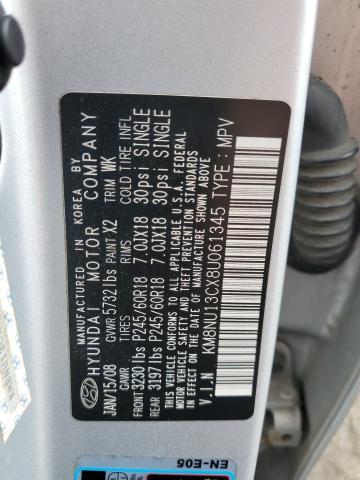 MANUFACTURED IN KOREA BY
HYUNDAI MOTOR COMPANY
JAN/15/08 GVWR 5732 lbs PAINT X2 TRIM WK
GAWR TIRES RIMS COLD TIRE INFL
FRONT 3230 lbs P245/60R18 7.0JX18 30psi SINGLE
REAR 3197 lbs P245/60R18 7.0JX18 30psi SINGLE
THIS VEHICLE CONFORMS TO ALL APPLICABLE U.S.A. FEDERAL
MOTOR VEHICLE SAFETY AND THEFT PREVENTION STANDARDS
IN EFFECT ON THE DATE OF MANUFACTURE SHOWN ABOVE
V.I.N KM8NU13CX8U061345 TYPE : MPV
EN-E05